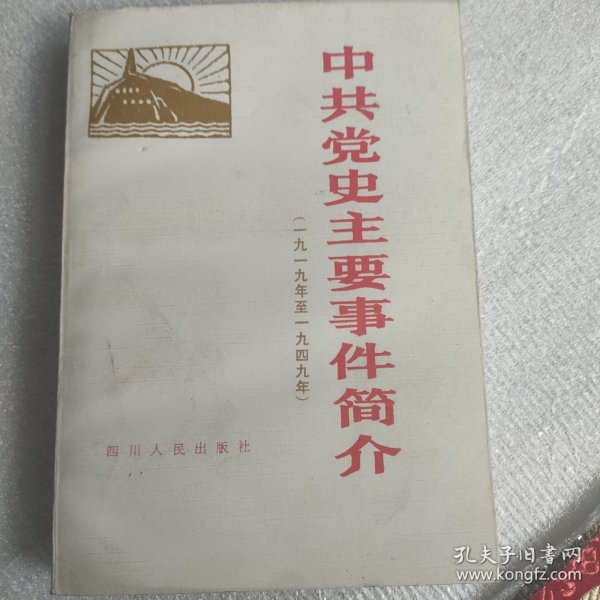 中共党史主要事件简介
（一九一九年至一九四九年）
四川人民出版社
孔夫子旧书网
www.kongfz.com